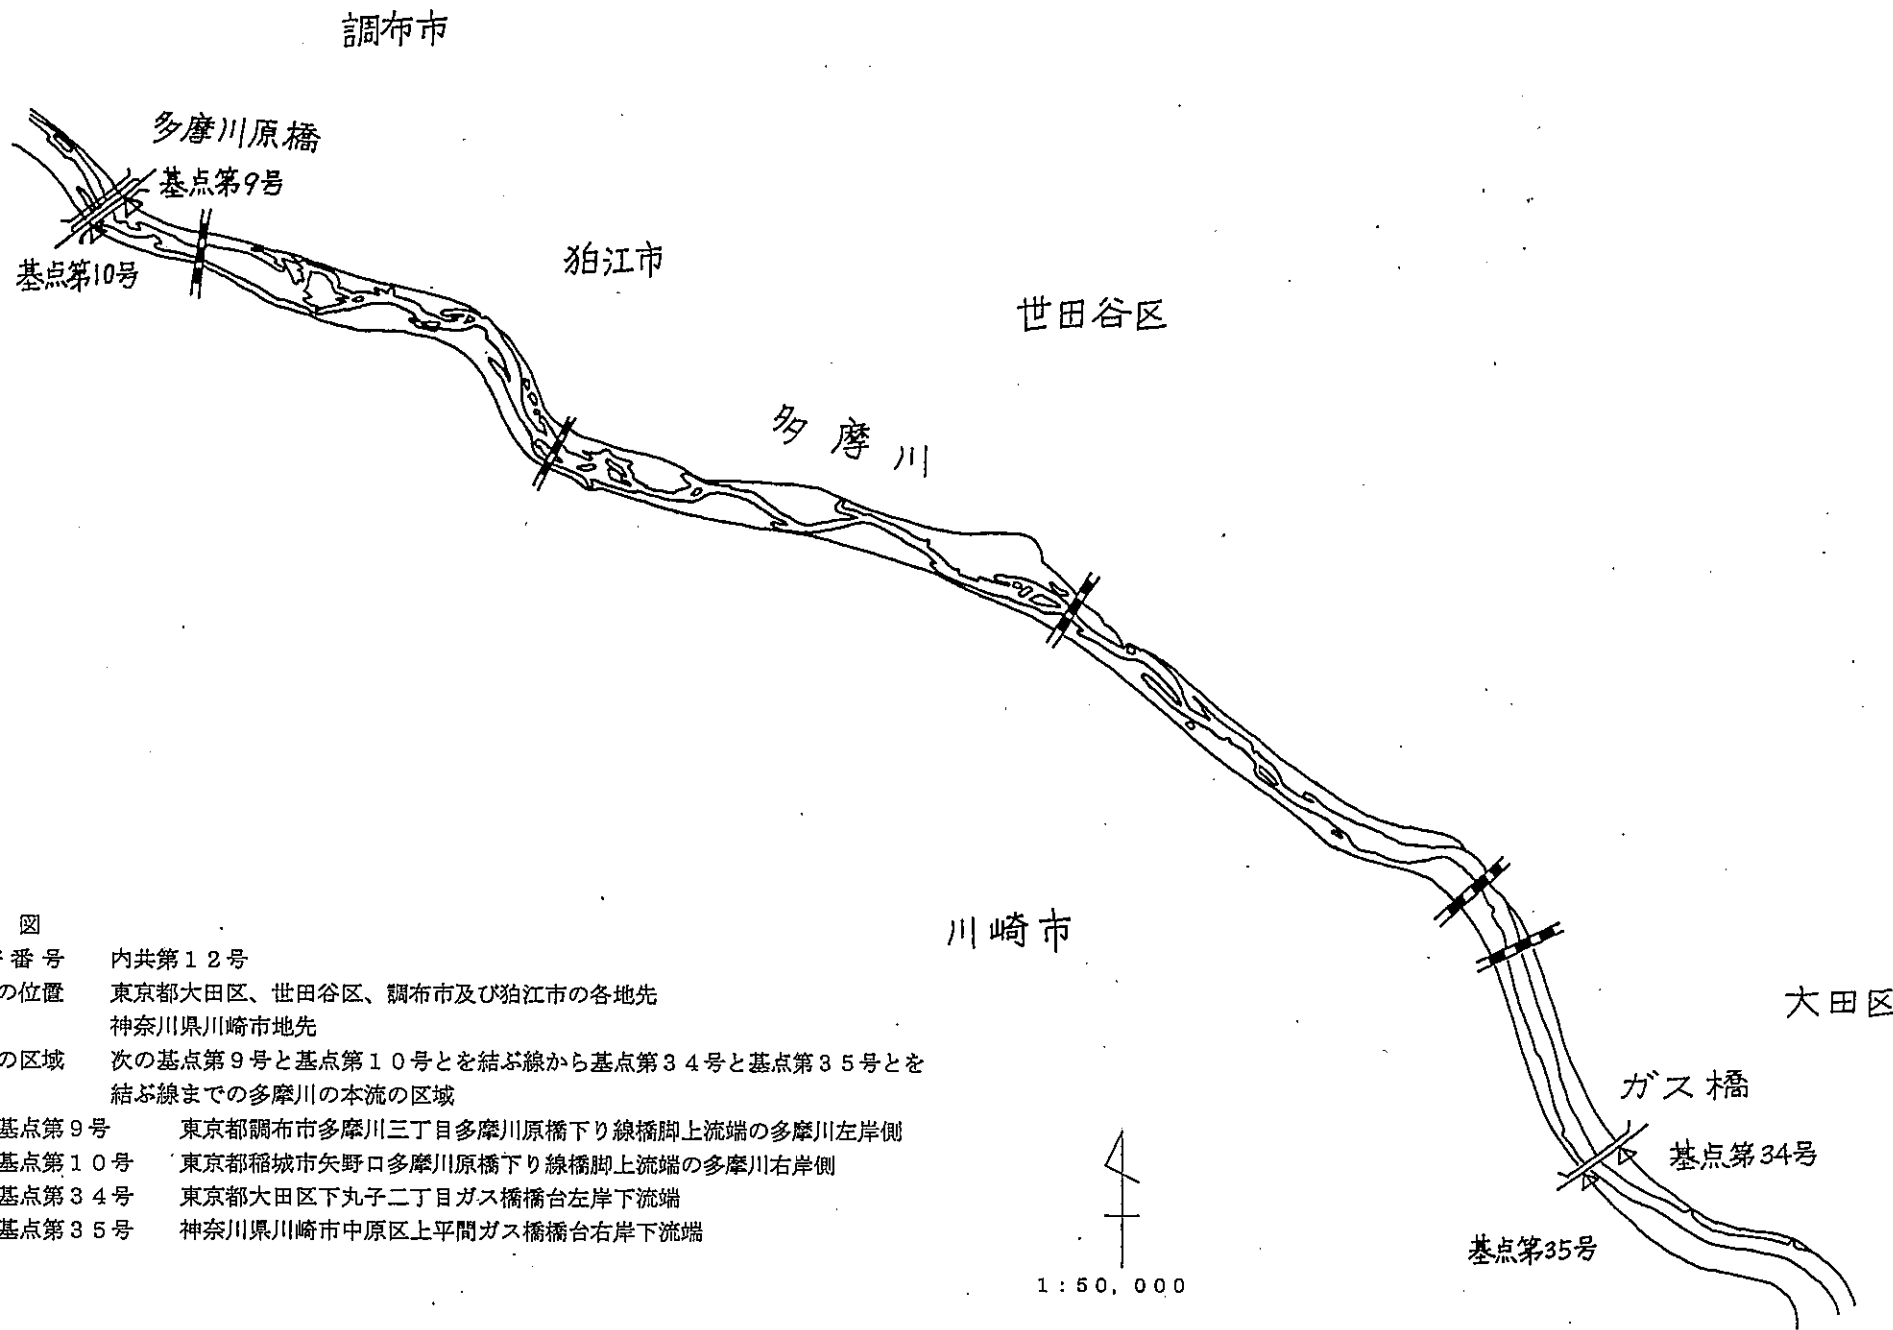 調布市
多摩川原橋
基点第9号
基点第10号
狛江市
世田谷区
多摩川
川崎市
大田区
ガス橋
基点第34号
基点第35号
図
番号 内共第12号
の位置 東京都大田区、世田谷区、調布市及び狛江市の各地先
神奈川県川崎市地先
の区域 次の基点第9号と基点第10号とを結ぶ線から基点第34号と基点第35号とを
結ぶ線までの多摩川の本流の区域
基点第9号 東京都調布市多摩川三丁目多摩川原橋下り線橋脚上流端の多摩川左岸側
基点第10号 東京都稲城市矢野口多摩川原橋下り線橋脚上流端の多摩川右岸側
基点第34号 東京都大田区下丸子二丁目ガス橋橋台左岸下流端
基点第35号 神奈川県川崎市中原区上平間ガス橋橋台右岸下流端
1:50,000